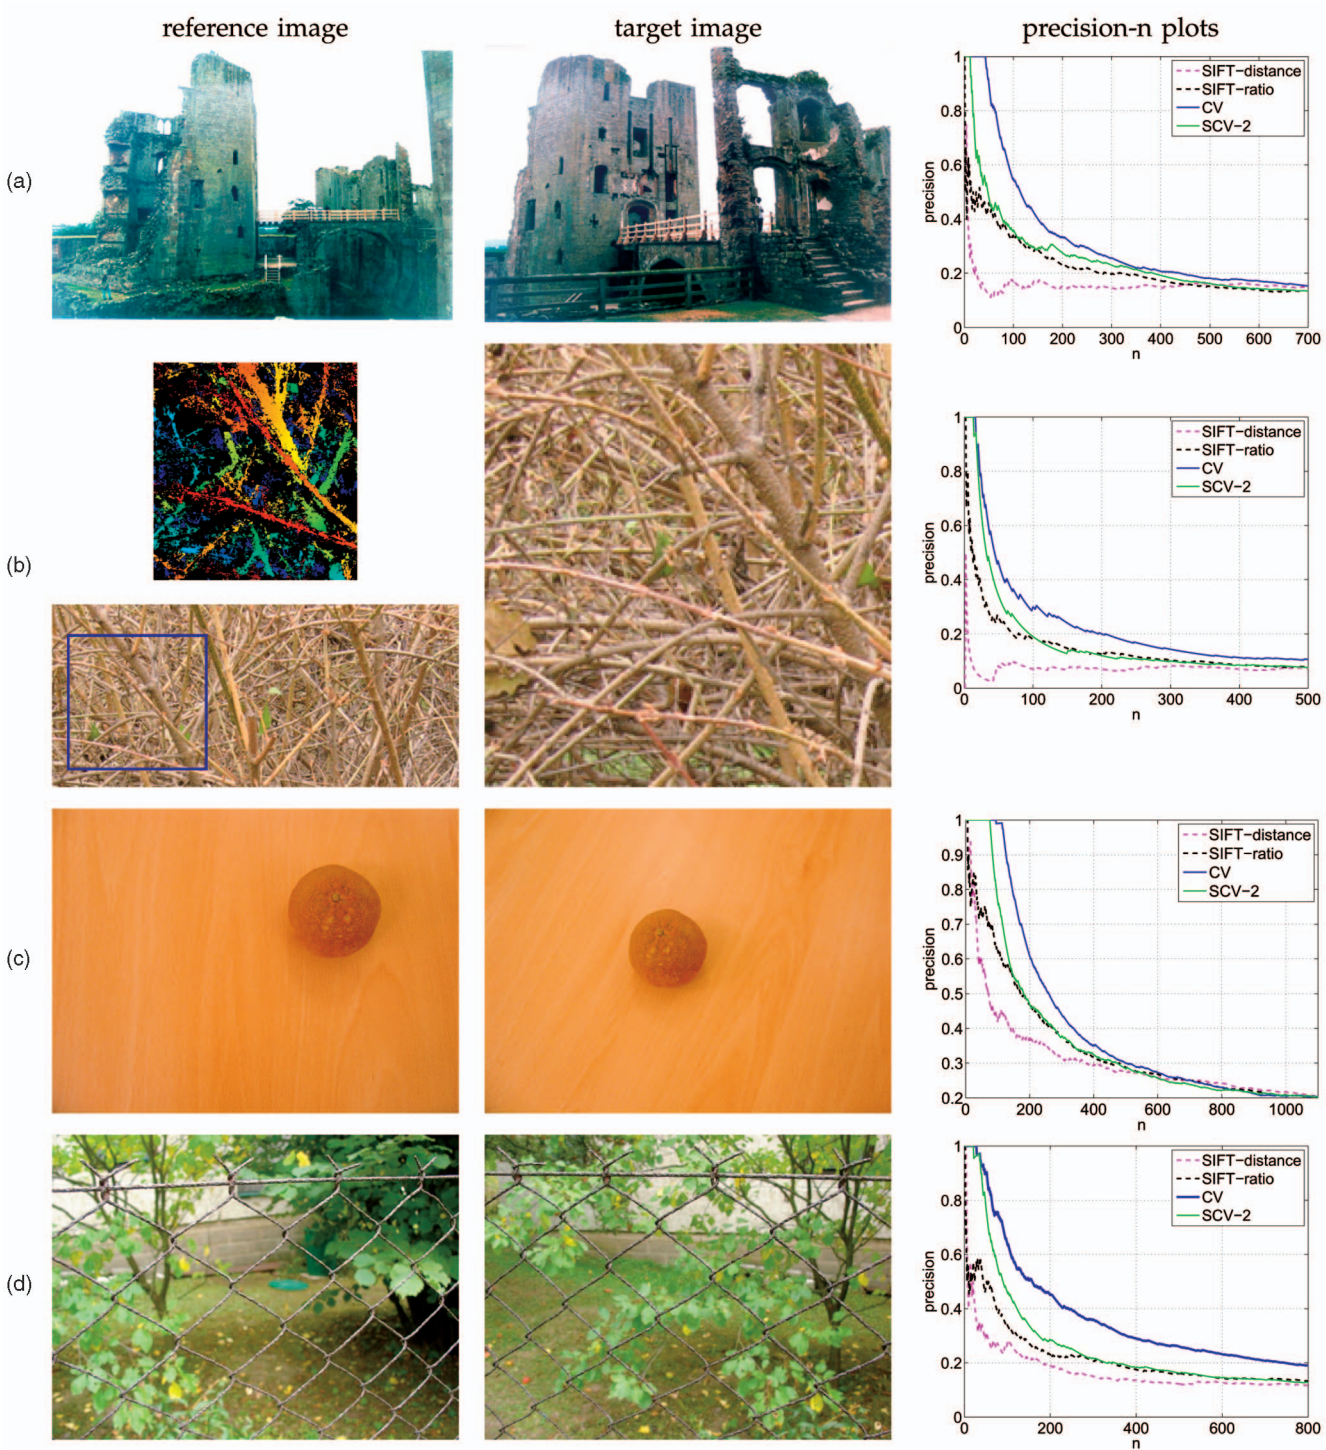 reference image
target image
precision-n plots
(a)
1
0.8
0.6
0.4
0.2
0
precision
SIFT-distance
SIFT-ratio
CV
SCV-2
0 100 200 300 400 500 600 700
n
(b)
1
0.8
0.6
0.4
0.2
0
precision
SIFT-distance
SIFT-ratio
CV
SCV-2
0 100 200 300 400 500
n
(c)
1
0.9
0.8
0.7
0.6
0.5
0.4
0.3
0.2
precision
SIFT-distance
SIFT-ratio
CV
SCV-2
0 200 400 600 800 1000
n
(d)
1
0.8
0.6
0.4
0.2
0
precision
SIFT-distance
SIFT-ratio
CV
SCV-2
0 200 400 600 800
n